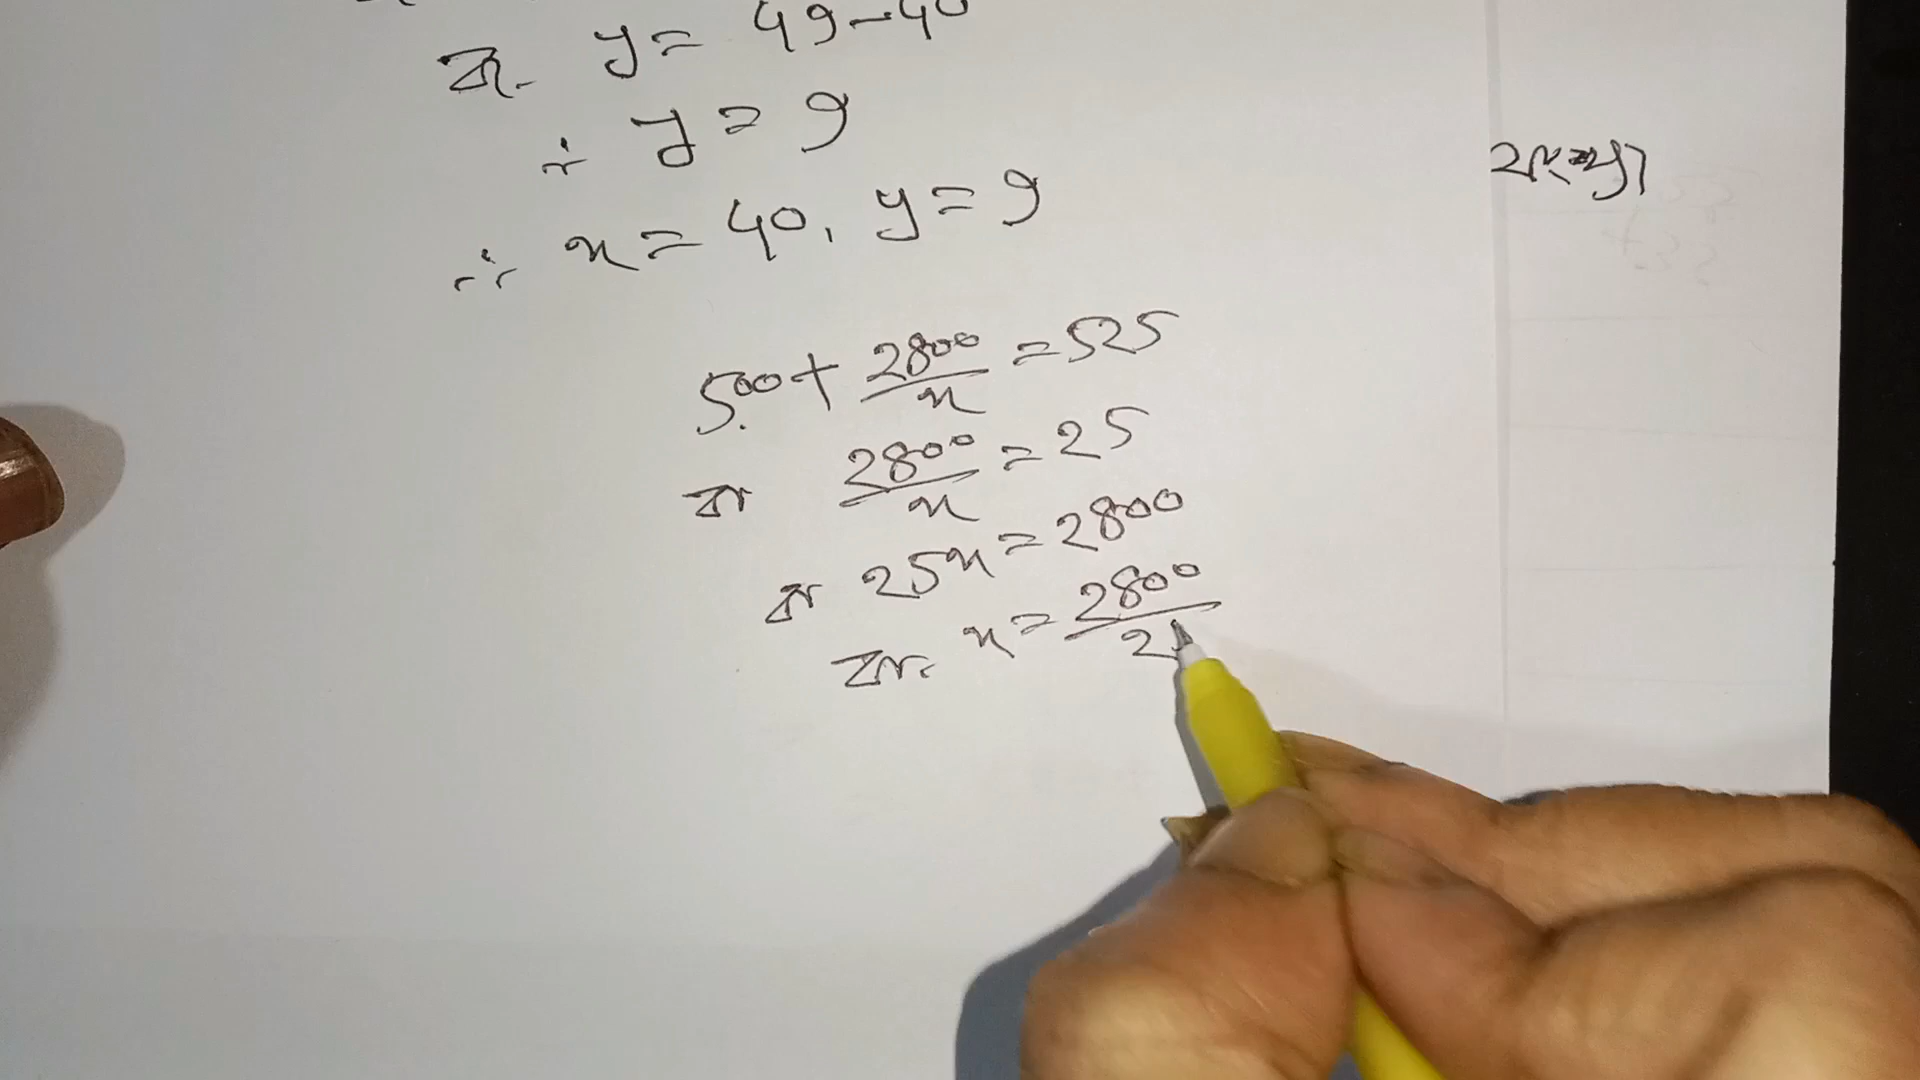 বা. y = 49-40
∴ y = 9
সংখ্যা
∴ x = 40, y = 9
500 + 2800/x = 525
বা 2800/x = 25
বা 25x = 2800
বা. x = 2800/25